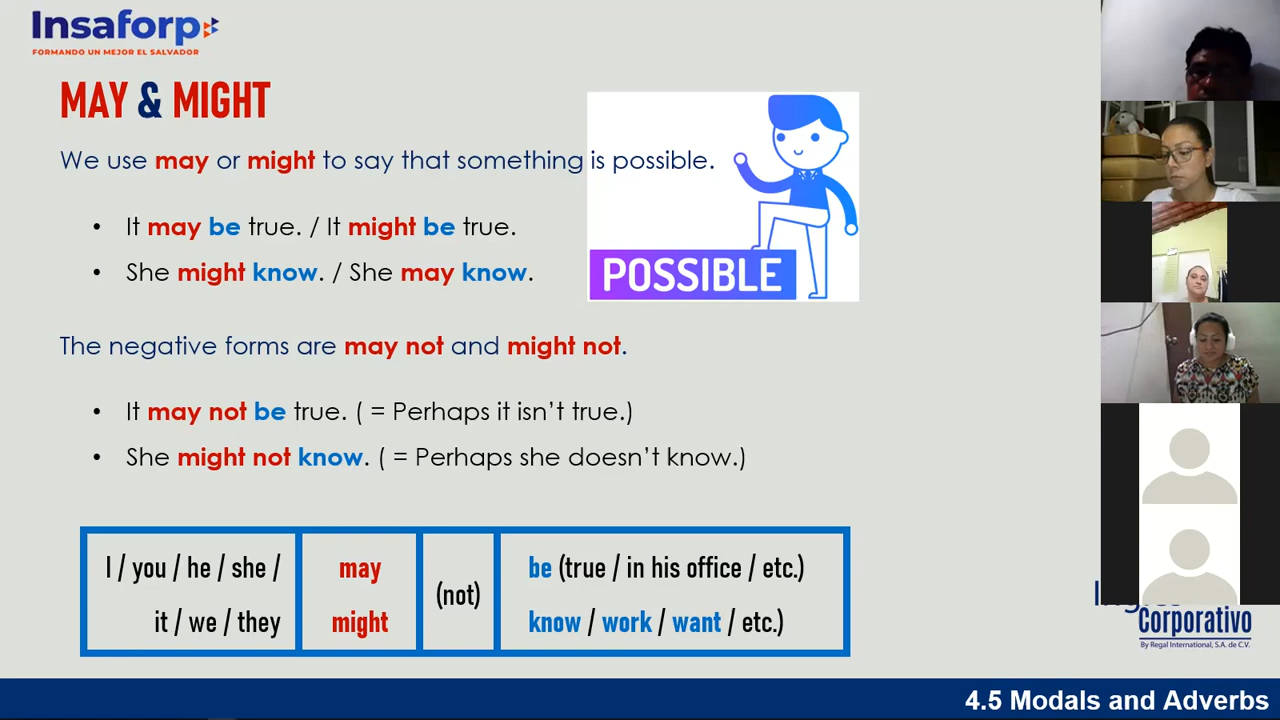 Insaforp
FORMANDO UN MEJOR EL SALVADOR
MAY & MIGHT
We use may or might to say that something is possible.
• It may be true. / It might be true.
• She might know. / She may know.
POSSIBLE
The negative forms are may not and might not.
• It may not be true. ( = Perhaps it isn’t true.)
• She might not know. ( = Perhaps she doesn’t know.)
I / you / he / she /
it / we / they
may
might
(not)
be (true / in his office / etc.)
know / work / want / etc.)
Corporativo
By Regal International, S.A. de C.V.
4.5 Modals and Adverbs